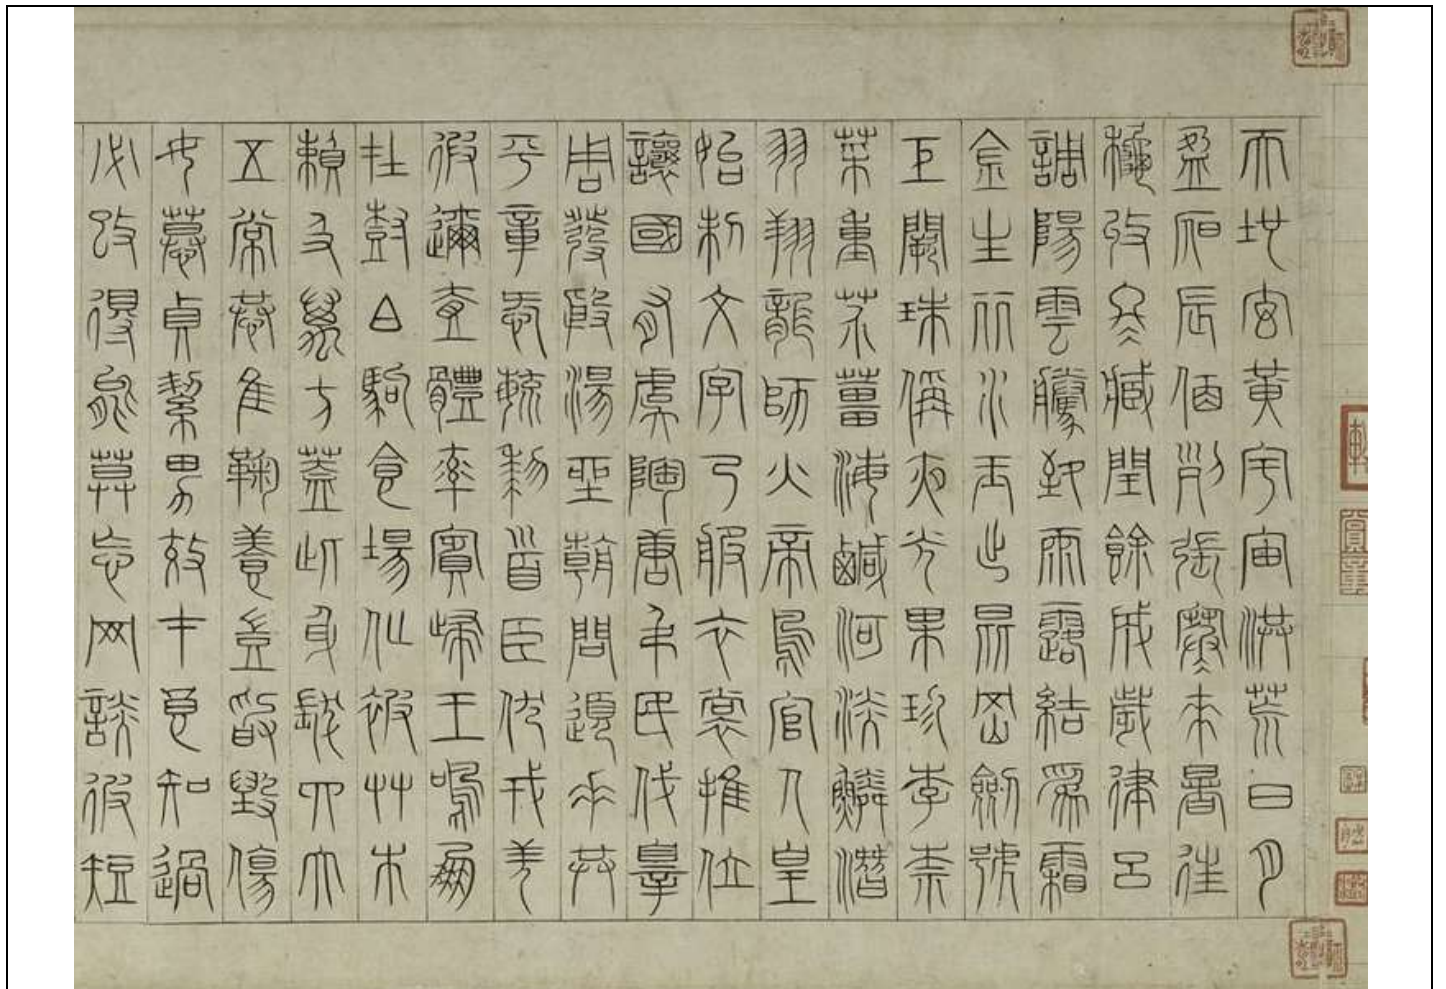 天地玄黃宇宙洪荒日月
盈昃辰宿列張寒來暑往
秋收冬藏閏餘成歲律呂
調陽雲騰致雨露結為霜
金生麗水玉出崑岡劍號
巨闕珠稱夜光果珍李柰
菜重芥薑海鹹河淡鱗潛
羽翔龍師火帝鳥官人皇
始制文字乃服衣裳推位
讓國有虞陶唐弔民伐辠
周發殷湯坐朝問道垂拱
平章愛育黎首臣伏戎羌
遐邇壹體率賓歸王鳴鳳
在樹白駒食場化被艸木
賴及萬方蓋此身髮四大
五常恭惟鞠養豈敢毀傷
女慕貞絜男效才良知過
必改得能莫忘罔談彼短